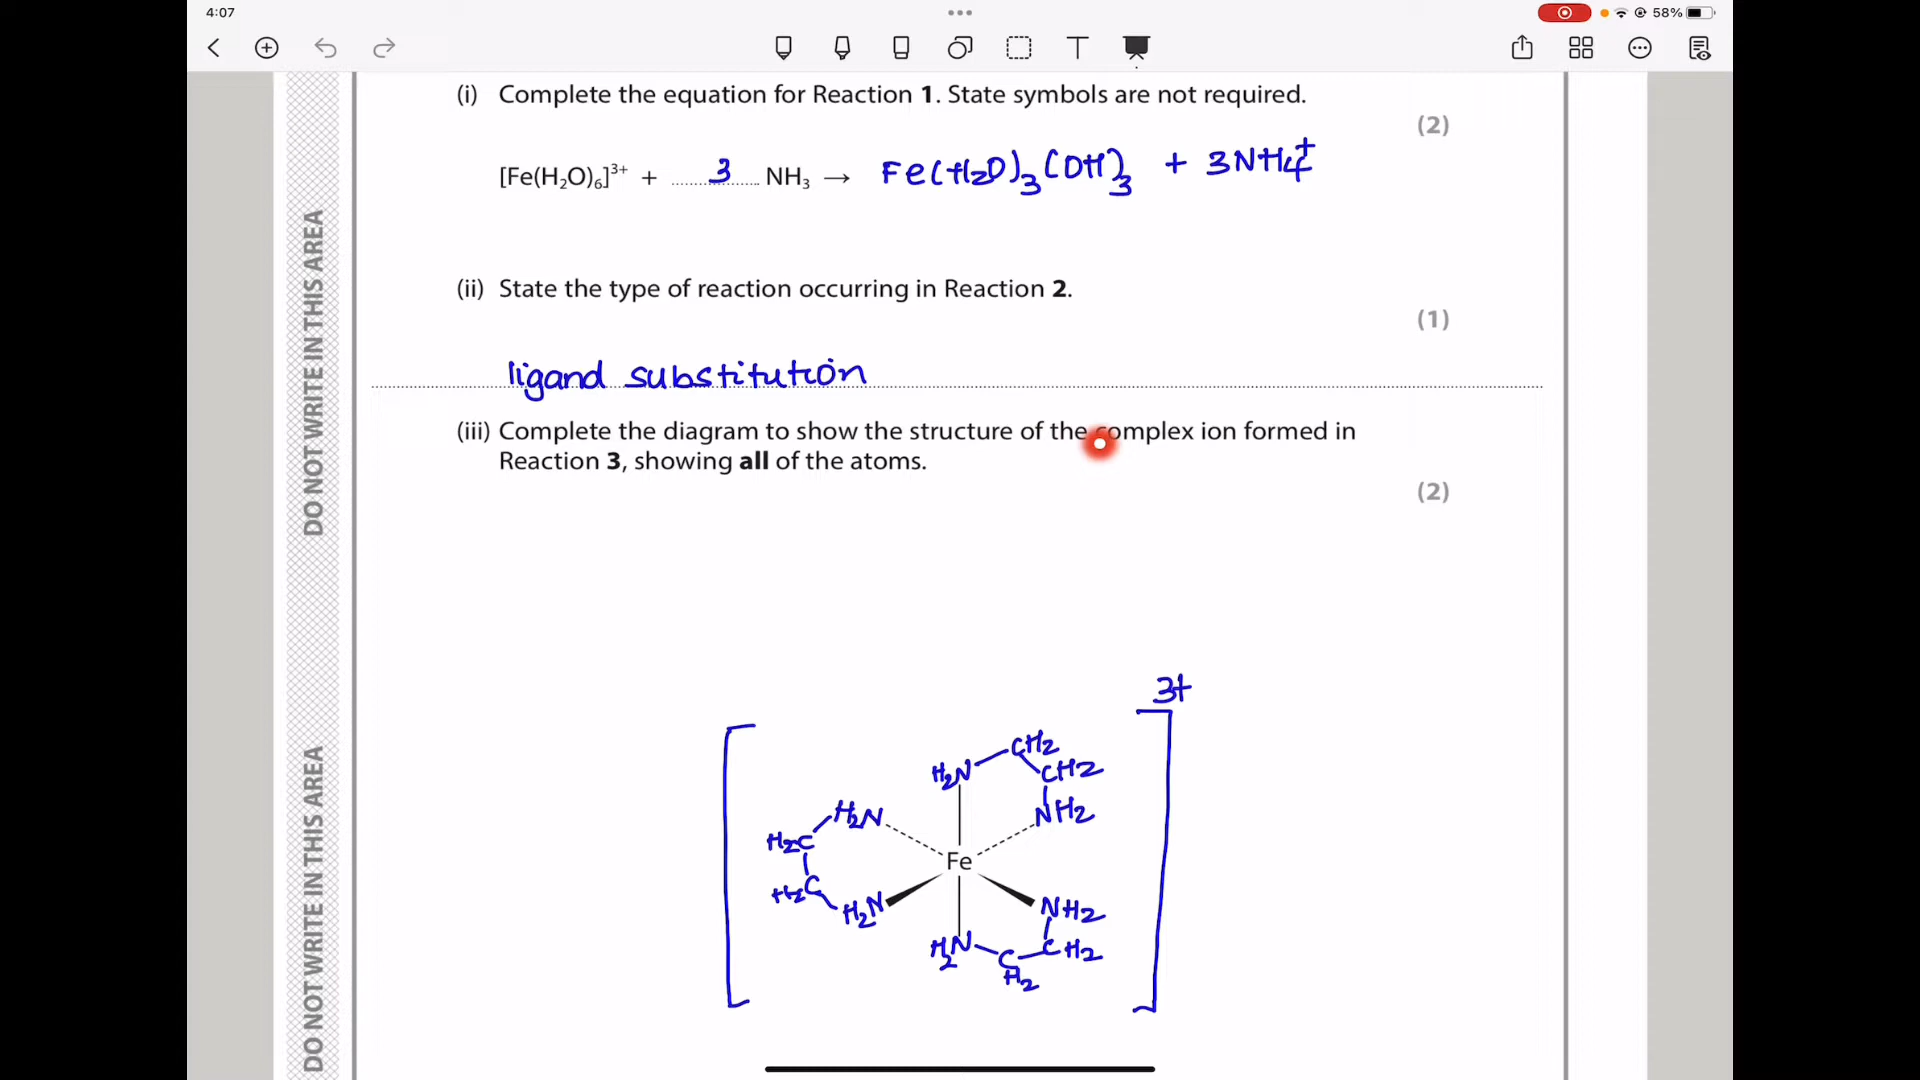 4:07
58%
(i) Complete the equation for Reaction 1. State symbols are not required.
(2)
[Fe(H₂O)₆]³⁺ + 3 NH₃ → Fe(H₂O)₃(OH)₃ + 3NH₄⁺
(ii) State the type of reaction occurring in Reaction 2.
(1)
ligand substitution
(iii) Complete the diagram to show the structure of the complex ion formed in
Reaction 3, showing all of the atoms.
(2)
3+
CH₂
H₂N CH₂
H₂N NH₂
H₂C
Fe
H₂C
H₂N NH₂
H₂N C CH₂
H₂
DO NOT WRITE IN THIS AREA
DO NOT WRITE IN THIS AREA